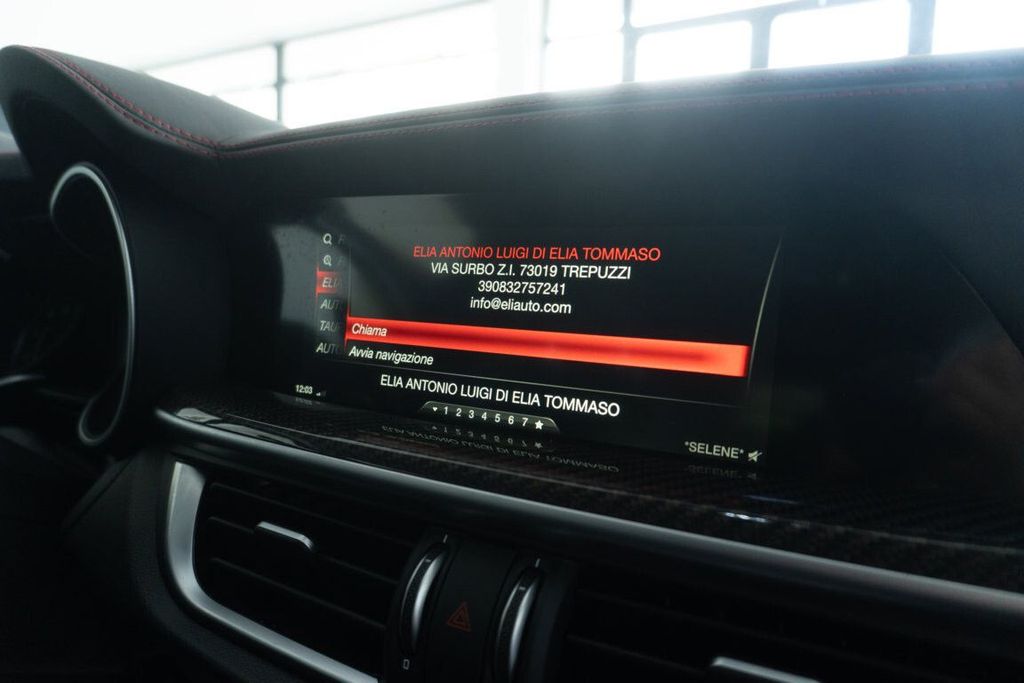 ELIA ANTONIO LUIGI DI ELIA TOMMASO
VIA SURBO Z.I. 73019 TREPUZZI
390832757241
info@eliauto.com
Chiama
Avvia navigazione
ELIA ANTONIO LUIGI DI ELIA TOMMASO
12:03
1 2 3 4 5 6 7
*SELENE*